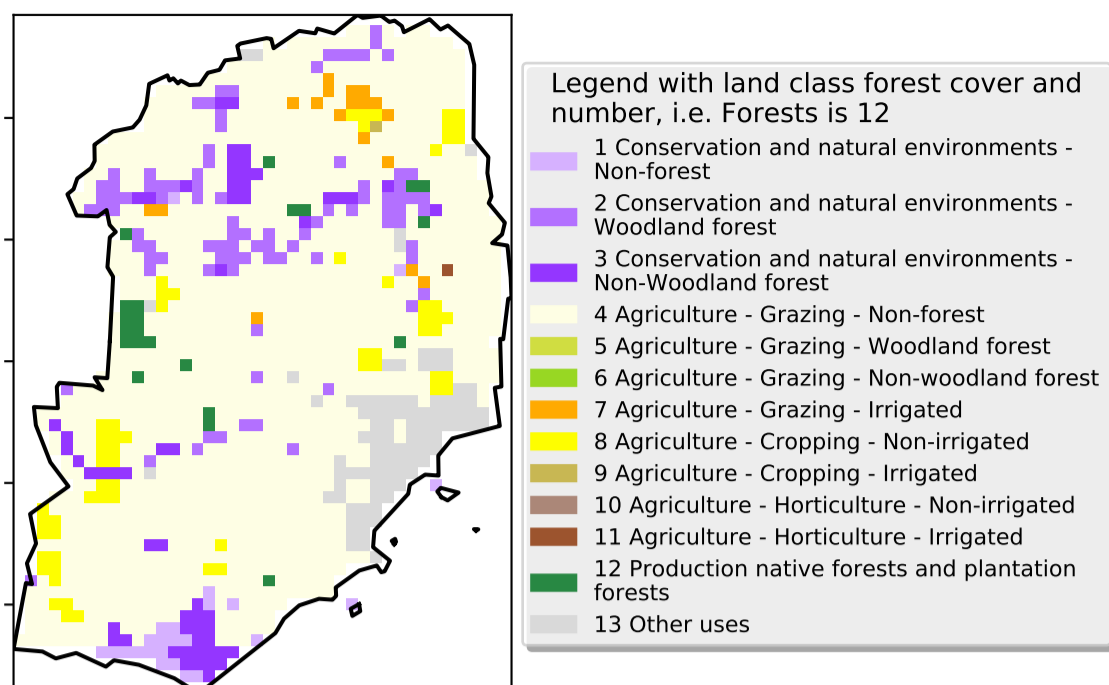 Legend with land class forest cover and
number, i.e. Forests is 12
1 Conservation and natural environments -
Non-forest
2 Conservation and natural environments -
Woodland forest
3 Conservation and natural environments -
Non-Woodland forest
4 Agriculture - Grazing - Non-forest
5 Agriculture - Grazing - Woodland forest
6 Agriculture - Grazing - Non-woodland forest
7 Agriculture - Grazing - Irrigated
8 Agriculture - Cropping - Non-irrigated
9 Agriculture - Cropping - Irrigated
10 Agriculture - Horticulture - Non-irrigated
11 Agriculture - Horticulture - Irrigated
12 Production native forests and plantation
forests
13 Other uses